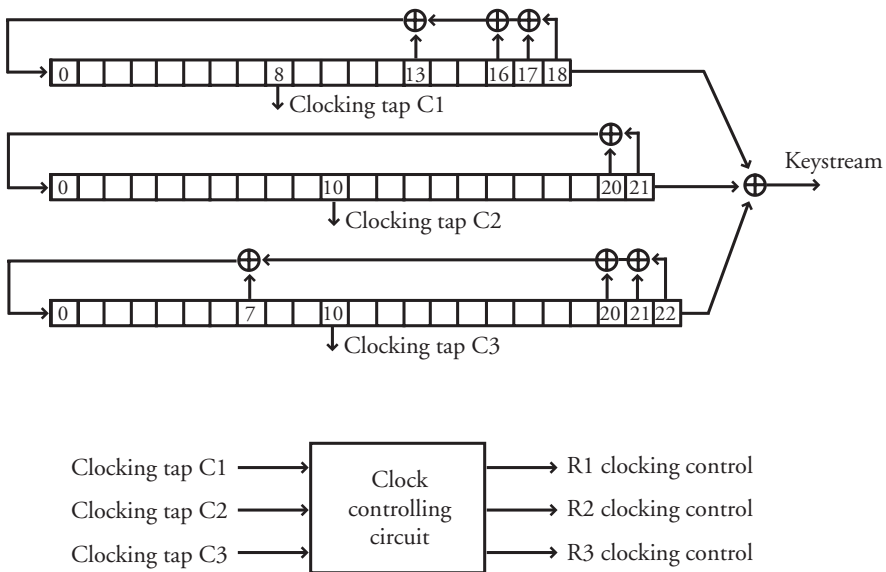 0 8 13 16 17 18
Clocking tap C1
0 10 20 21
Clocking tap C2
Keystream
0 7 10 20 21 22
Clocking tap C3
Clocking tap C1
Clocking tap C2
Clocking tap C3
Clock
controlling
circuit
R1 clocking control
R2 clocking control
R3 clocking control